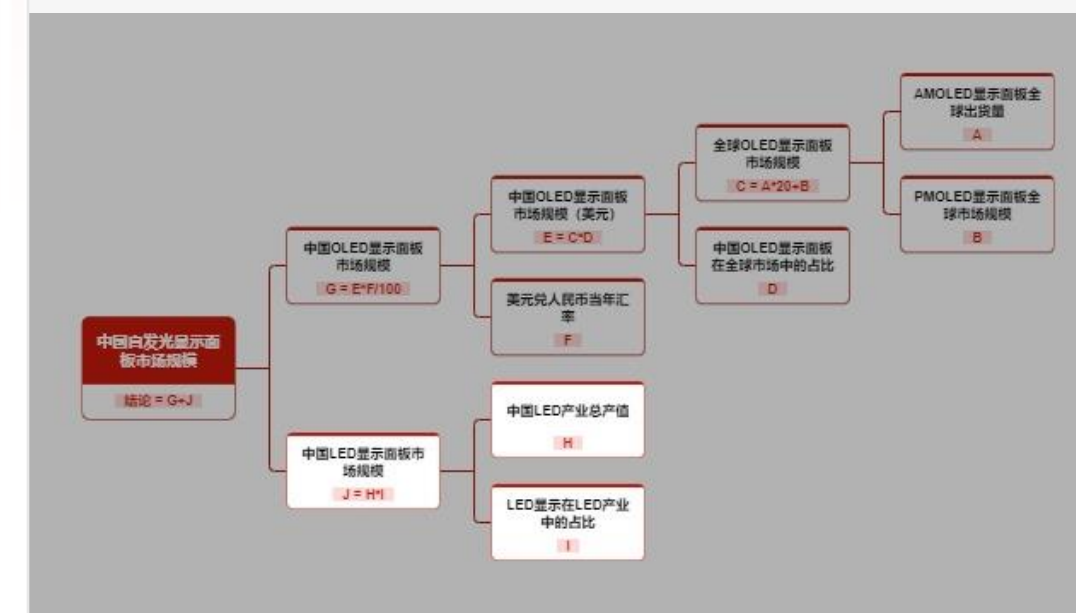 中国自发光显示面
板市场规模
结论 = G+J
中国OLED显示面板
市场规模
G = E*F/100
中国OLED显示面板
市场规模（美元）
E = C*D
全球OLED显示面板
市场规模
C = A*20+B
AMOLED显示面板全
球出货量
A
PMOLED显示面板全
球市场规模
B
中国OLED显示面板
在全球市场中的占比
D
美元兑人民币当年汇
率
F
中国LED显示面板市
场规模
J = H*I
中国LED产业总产值
H
LED显示在LED产业
中的占比
I